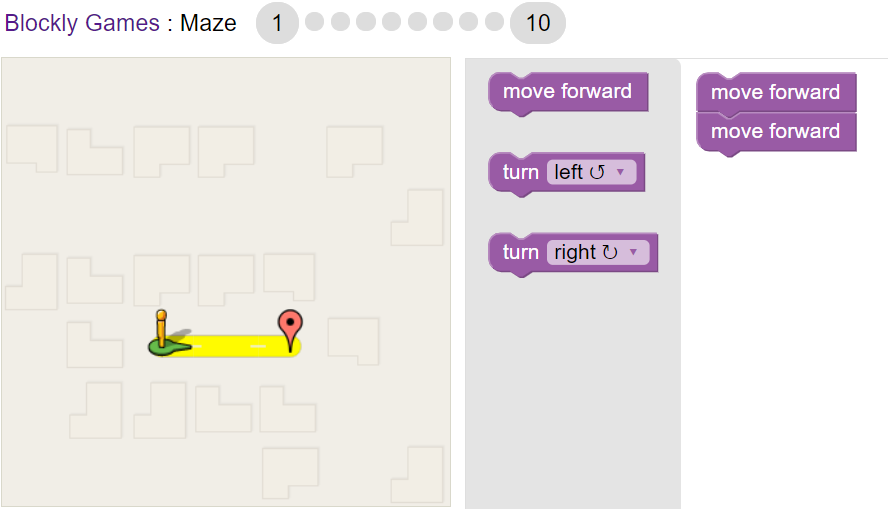 Blockly Games : Maze 1 10
move forward
turn left ↺ ▼
turn right ↻ ▼
move forward
move forward